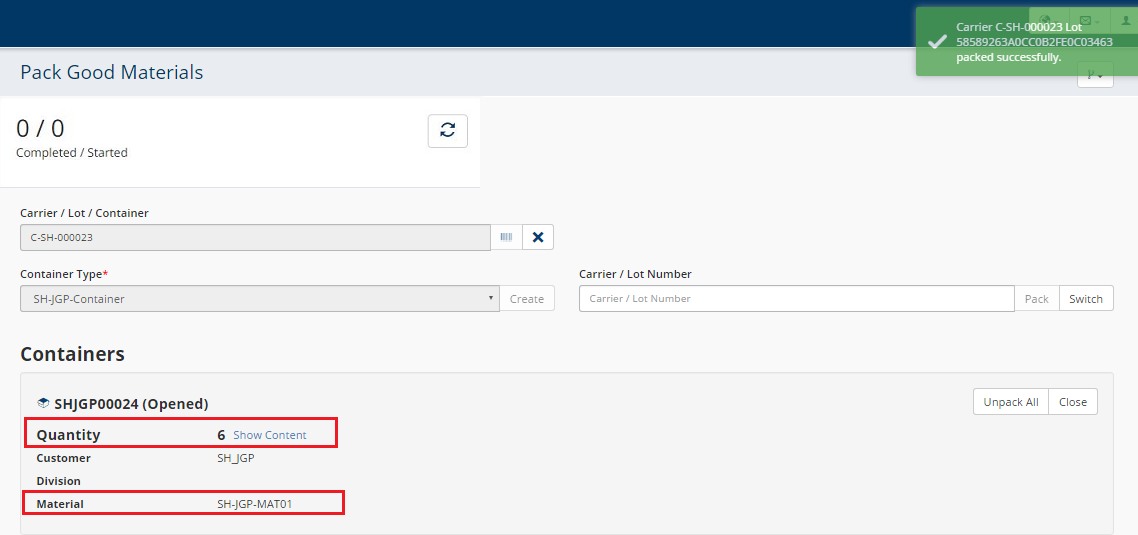 Carrier C-SH-000023 Lot
58589263A0CC0B2FE0C03463
packed successfully.
Pack Good Materials
0 / 0
Completed / Started
Carrier / Lot / Container
C-SH-000023
Container Type*
Carrier / Lot Number
SH-JGP-Container
Create
Carrier / Lot Number
Pack
Switch
Containers
SHJGP00024 (Opened)
Unpack All
Close
Quantity 6 Show Content
Customer SH_JGP
Division
Material SH-JGP-MAT01